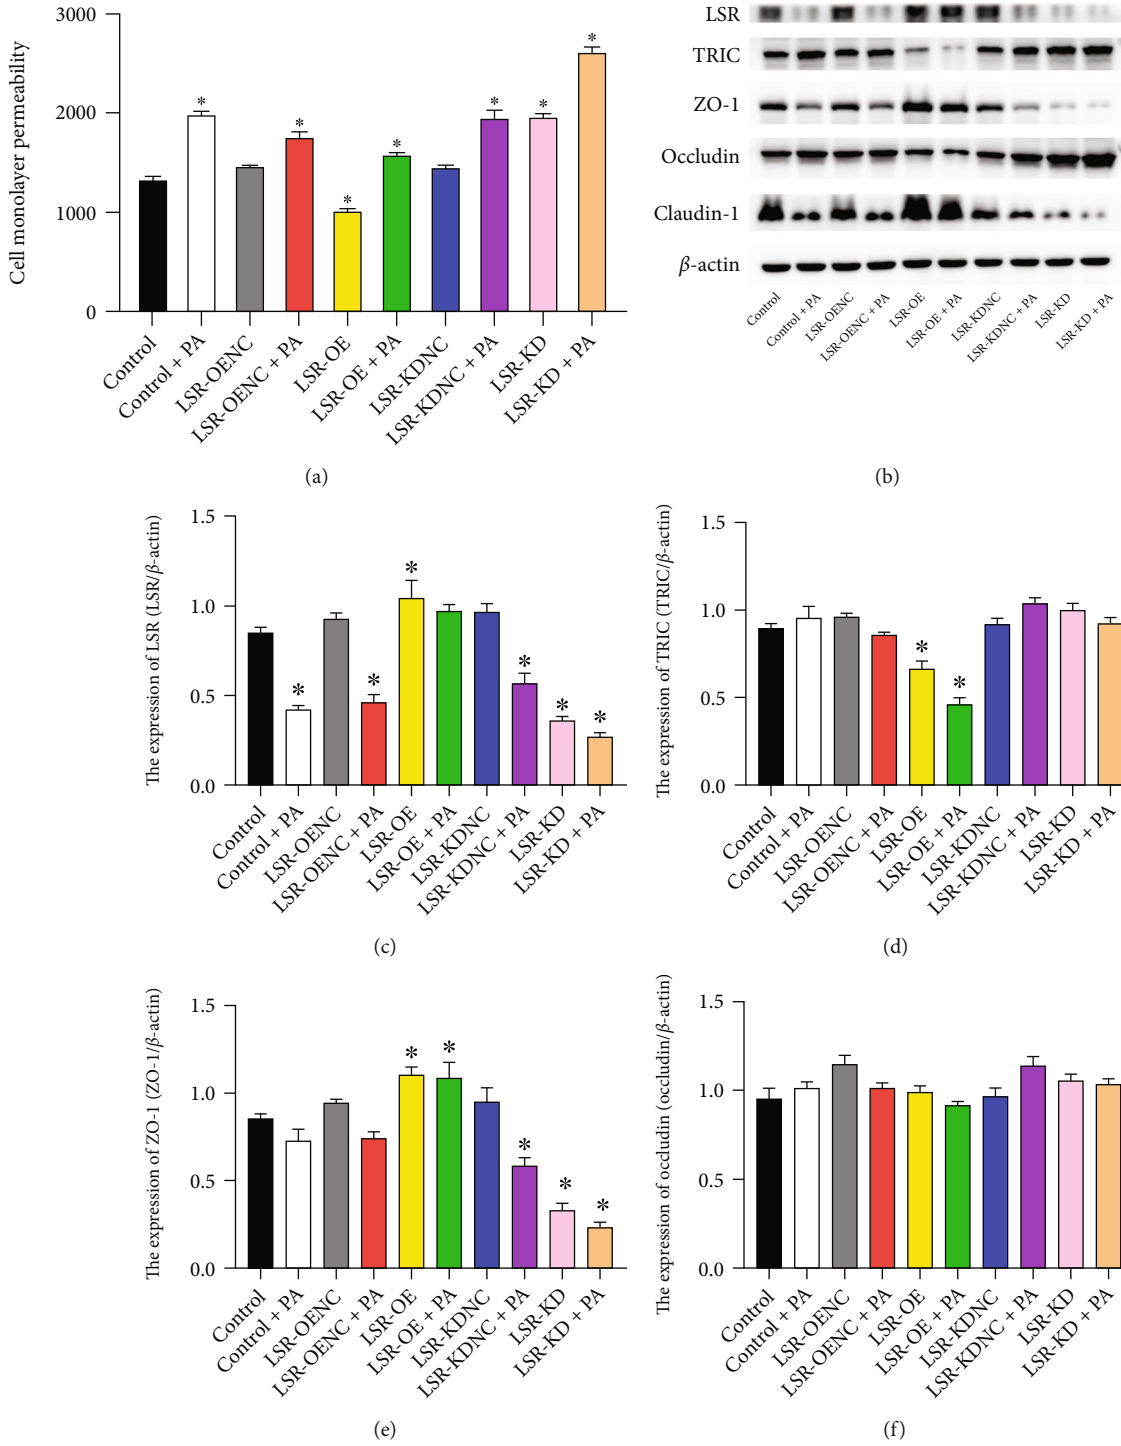 Cell monolayer permeability
3000
2000
1000
0
* * * * * * * *
Control
Control + PA
LSR-OENC
LSR-OENC + PA
LSR-OE
LSR-OE + PA
LSR-KDNC
LSR-KDNC + PA
LSR-KD
LSR-KD + PA
(a)
LSR
TRIC
ZO-1
Occludin
Claudin-1
β-actin
Control
Control + PA
LSR-OENC
LSR-OENC + PA
LSR-OE
LSR-OE + PA
LSR-KDNC
LSR-KDNC + PA
LSR-KD
LSR-KD + PA
(b)
The expression of LSR (LSR/β-actin)
1.5
1.0
0.5
0.0
* * * * * *
Control
Control + PA
LSR-OENC
LSR-OENC + PA
LSR-OE
LSR-OE + PA
LSR-KDNC
LSR-KDNC + PA
LSR-KD
LSR-KD + PA
(c)
The expression of TRIC (TRIC/β-actin)
1.5
1.0
0.5
0.0
* *
Control
Control + PA
LSR-OENC
LSR-OENC + PA
LSR-OE
LSR-OE + PA
LSR-KDNC
LSR-KDNC + PA
LSR-KD
LSR-KD + PA
(d)
The expression of ZO-1 (ZO-1/β-actin)
1.5
1.0
0.5
0.0
* * * * *
Control
Control + PA
LSR-OENC
LSR-OENC + PA
LSR-OE
LSR-OE + PA
LSR-KDNC
LSR-KDNC + PA
LSR-KD
LSR-KD + PA
(e)
The expression of occludin (occludin/β-actin)
1.5
1.0
0.5
0.0
Control
Control + PA
LSR-OENC
LSR-OENC + PA
LSR-OE
LSR-OE + PA
LSR-KDNC
LSR-KDNC + PA
LSR-KD
LSR-KD + PA
(f)